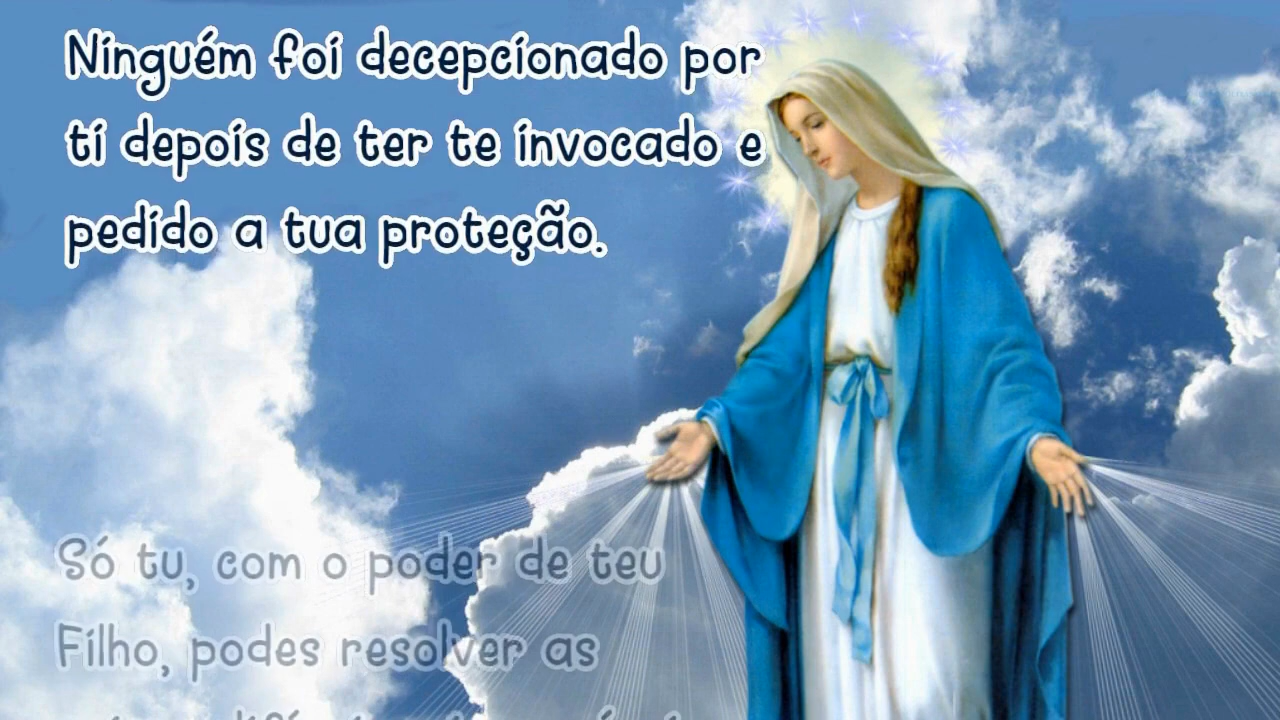 Ninguém foi decepcionado por
ti depois de ter te invocado e
pedido a tua proteção.
Só tu, com o poder de teu
Filho, podes resolver as